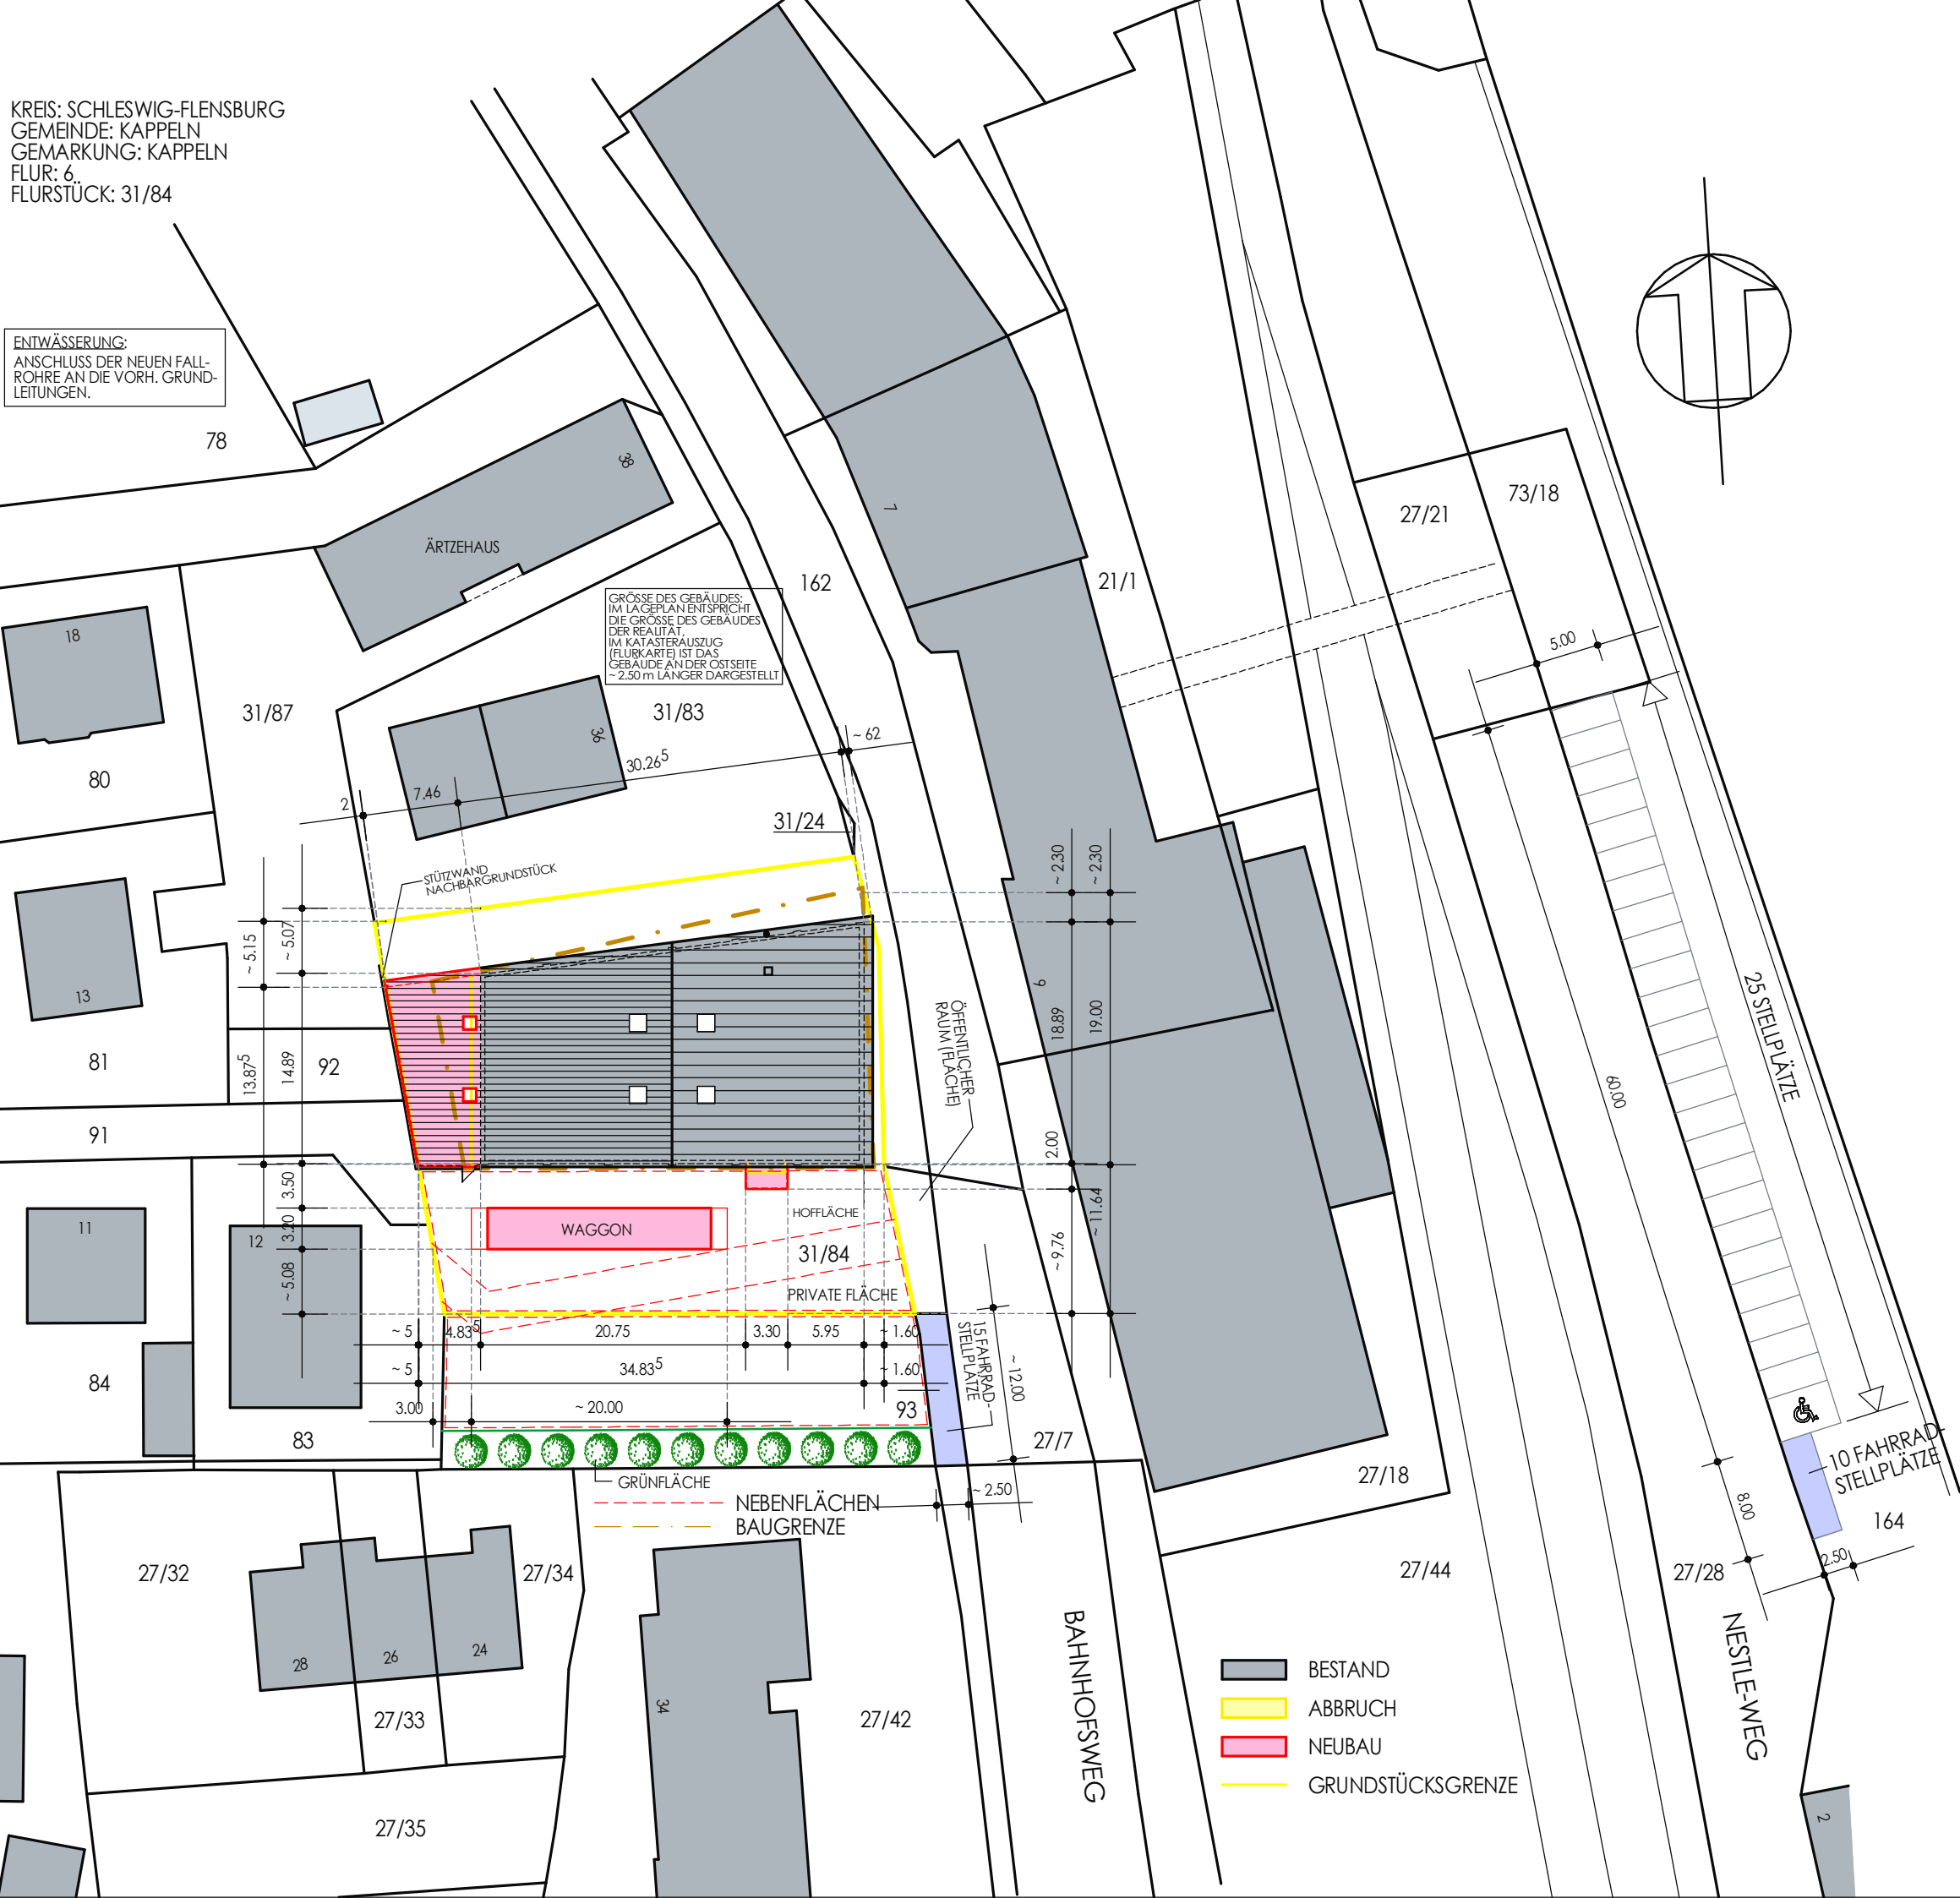 KREIS: SCHLESWIG-FLENSBURG
GEMEINDE: KAPPELN
GEMARKUNG: KAPPELN
FLUR: 6
FLURSTÜCK: 31/84
ENTWÄSSERUNG:
ANSCHLUSS DER NEUEN FALL-
ROHRE AN DIE VORH. GRUND-
LEITUNGEN.
78
38
ÄRTZEHAUS
7
162
21/1
27/21
73/18
GRÖSSE DES GEBÄUDES:
IM LAGEPLAN ENTSPRICHT
DIE GRÖSSE DES GEBÄUDES
DER REALITÄT,
IM KATASTERAUSZUG
(FLURKARTE) IST DAS
GEBÄUDE AN DER OSTSEITE
~ 2.50 m LÄNGER DARGESTELLT
18
31/87
31/83
36
80
5.00
~ 62
30.26⁵
7.46
2
31/24
STÜTZWAND
NACHBARGRUNDSTÜCK
~ 2.30
~ 2.30
~ 5.15
~ 5.07
13
81
13.87⁵
14.89
92
91
6
18.89
19.00
ÖFFENTLICHER
RAUM (FLÄCHE)
60.00
25 STELLPLÄTZE
2.00
3.50
3.20
~ 5.08
11
12
WAGGON
HOFFLÄCHE
31/84
PRIVATE FLÄCHE
~ 9.76
~ 11.64
~ 5
4.83⁵
20.75
3.30
5.95
~ 1.60
~ 5
34.83⁵
~ 1.60
3.00
~ 20.00
93
15 FAHRRAD-
STELLPLÄTZE
~ 12.00
84
83
27/7
27/18
10 FAHRRAD-
STELLPLÄTZE
8.00
164
2.50
GRÜNFLÄCHE
NEBENFLÄCHEN
BAUGRENZE
~ 2.50
27/32
27/34
27/44
27/28
28
26
24
27/33
34
27/42
27/35
BAHNHOFSWEG
NESTLE-WEG
2
BESTAND
ABBRUCH
NEUBAU
GRUNDSTÜCKSGRENZE